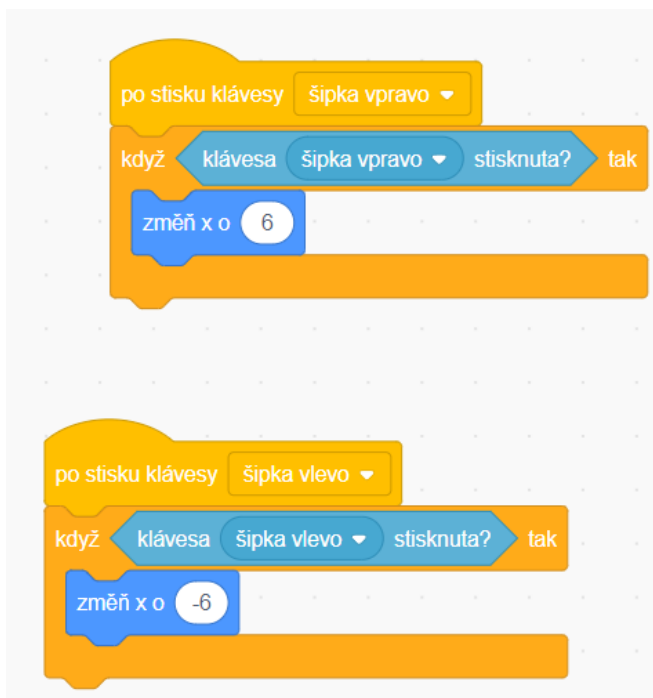 po stisku klávesy šipka vpravo
když klávesa šipka vpravo stisknuta? tak
změň x o 6
po stisku klávesy šipka vlevo
když klávesa šipka vlevo stisknuta? tak
změň x o -6